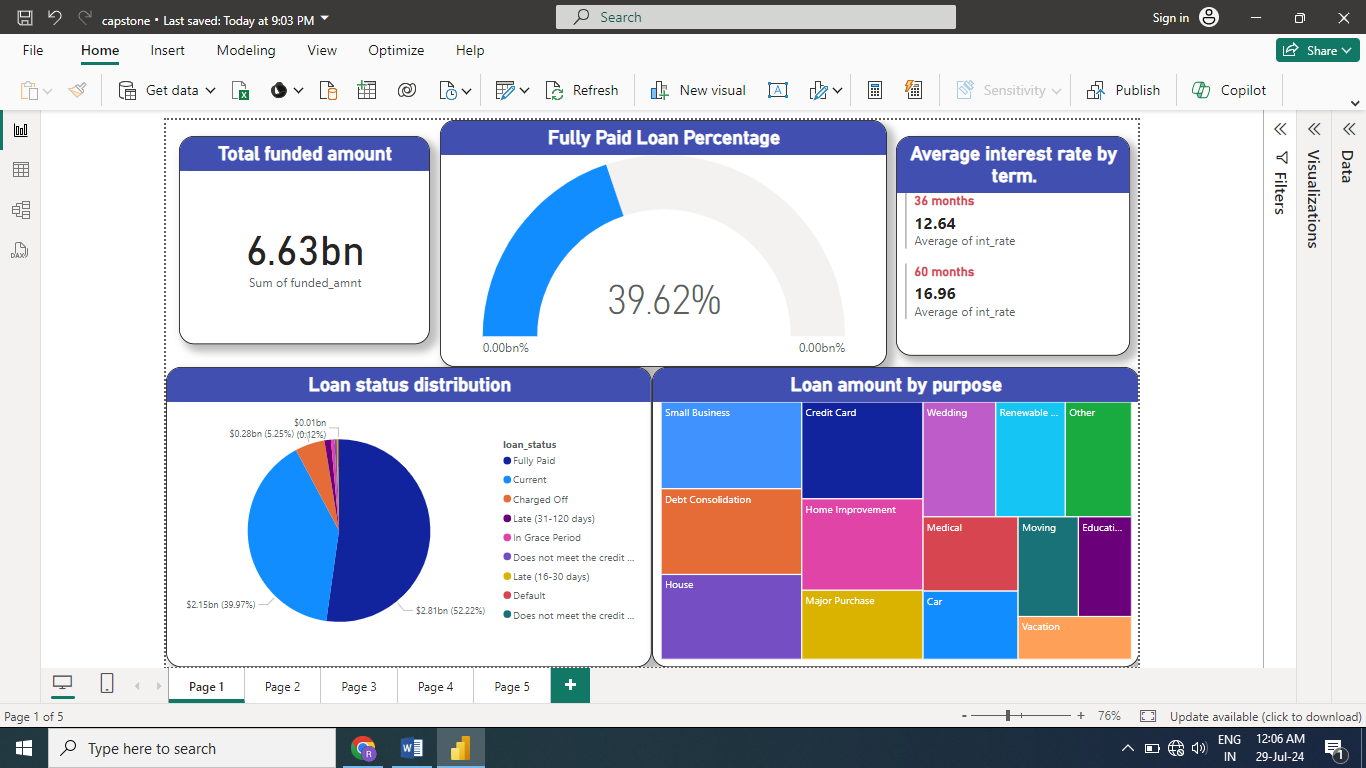 capstone • Last saved: Today at 9:03 PM
Search
Sign in
File Home Insert Modeling View Optimize Help
Share
Get data
Refresh
New visual
Sensitivity
Publish
Copilot
Total funded amount
6.63bn
Sum of funded_amnt
Fully Paid Loan Percentage
39.62%
0.00bn%
0.00bn%
Average interest rate by
term.
36 months
12.64
Average of int_rate
60 months
16.96
Average of int_rate
Filters
Visualizations
Data
Loan status distribution
$0.01bn
(0.12%)
$0.28bn (5.25%)
$2.15bn (39.97%)
$2.81bn (52.22%)
loan_status
Fully Paid
Current
Charged Off
Late (31-120 days)
In Grace Period
Does not meet the credit ...
Late (16-30 days)
Default
Does not meet the credit ...
Loan amount by purpose
Small Business
Debt Consolidation
House
Credit Card
Home Improvement
Major Purchase
Wedding
Renewable ...
Other
Medical
Car
Moving
Educati...
Vacation
Page 1
Page 2
Page 3
Page 4
Page 5
+
Page 1 of 5
- + 76%
Update available (click to download)
Type here to search
ENG
IN
12:06 AM
29-Jul-24
1